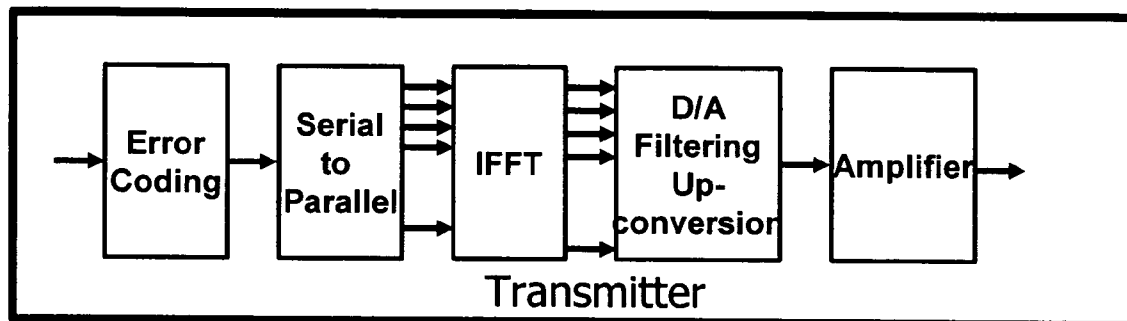 Error
Coding
Serial
to
Parallel
IFFT
D/A
Filtering
Up-
conversion
Amplifier
Transmitter